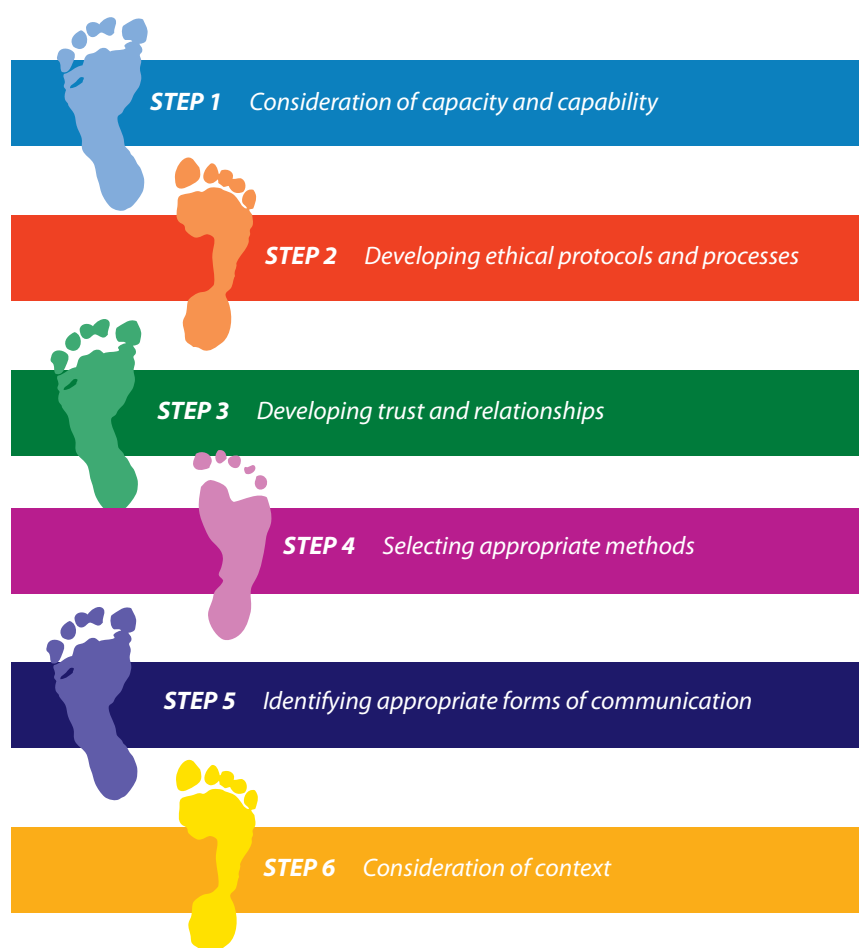 STEP 1 Consideration of capacity and capability
STEP 2 Developing ethical protocols and processes
STEP 3 Developing trust and relationships
STEP 4 Selecting appropriate methods
STEP 5 Identifying appropriate forms of communication
STEP 6 Consideration of context